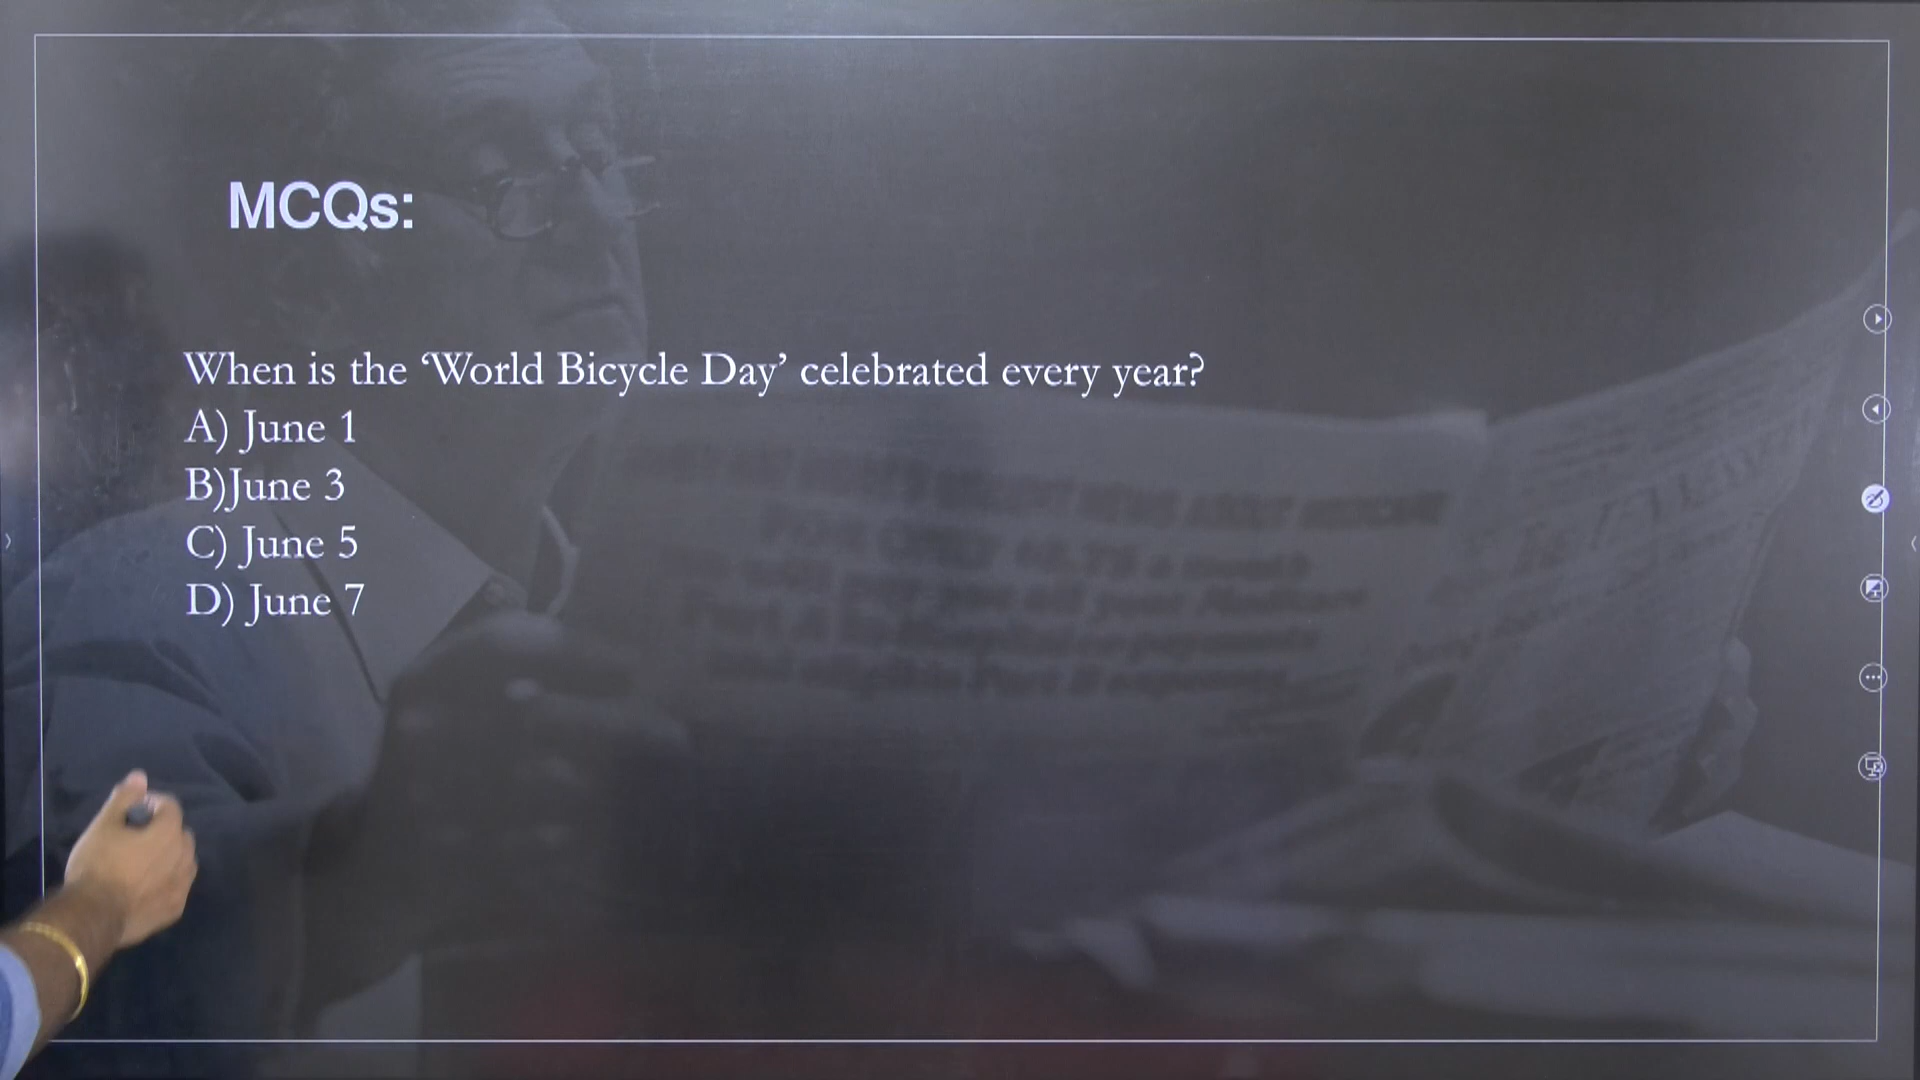 MCQs:
When is the ‘World Bicycle Day’ celebrated every year?
A) June 1
B)June 3
C) June 5
D) June 7